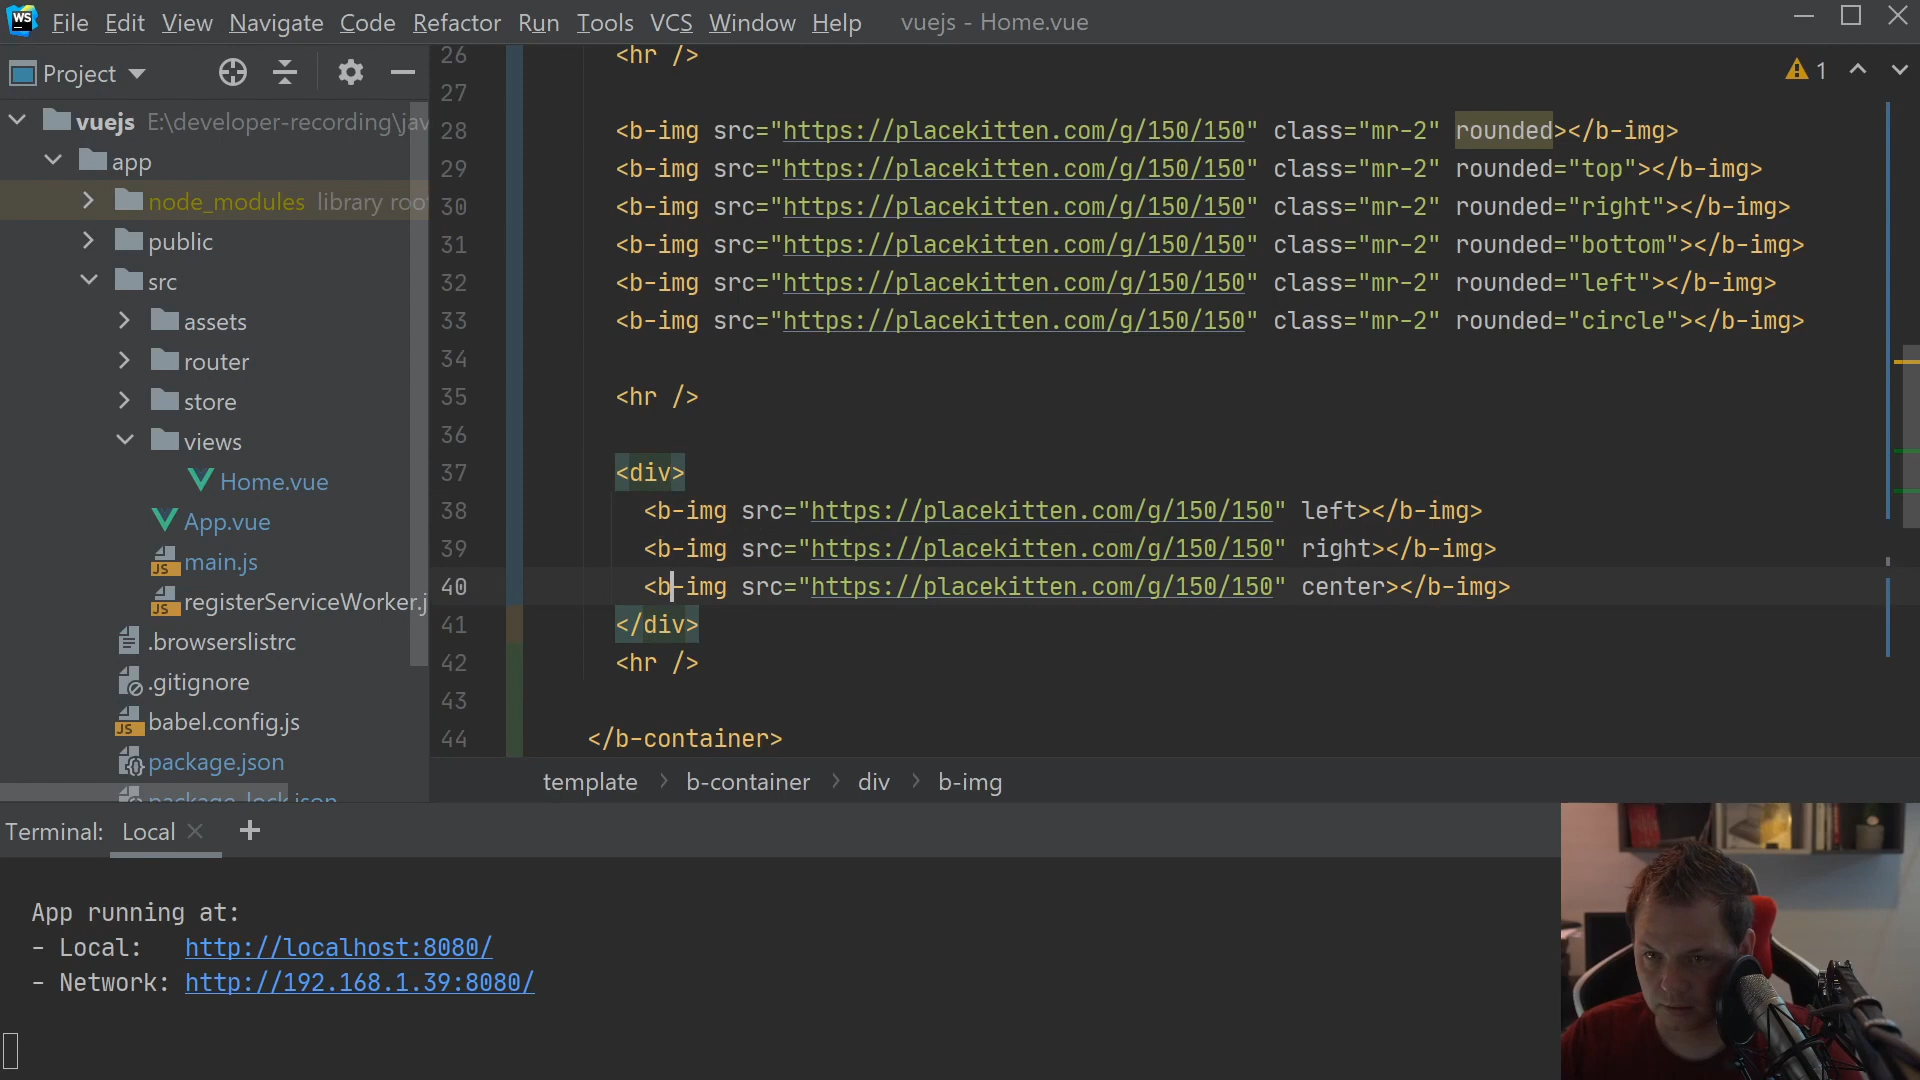 WS File Edit View Navigate Code Refactor Run Tools VCS Window Help vuejs - Home.vue
Project
vuejs E:\developer-recording\jav
app
node_modules library roo
public
src
assets
router
store
views
Home.vue
App.vue
JS main.js
JS registerServiceWorker.j
.browserslistrc
.gitignore
JS babel.config.js
package.json
package-lock.json
1
26 <hr />
27
28 <b-img src="https://placekitten.com/g/150/150" class="mr-2" rounded></b-img>
29 <b-img src="https://placekitten.com/g/150/150" class="mr-2" rounded="top"></b-img>
30 <b-img src="https://placekitten.com/g/150/150" class="mr-2" rounded="right"></b-img>
31 <b-img src="https://placekitten.com/g/150/150" class="mr-2" rounded="bottom"></b-img>
32 <b-img src="https://placekitten.com/g/150/150" class="mr-2" rounded="left"></b-img>
33 <b-img src="https://placekitten.com/g/150/150" class="mr-2" rounded="circle"></b-img>
34
35 <hr />
36
37 <div>
38 <b-img src="https://placekitten.com/g/150/150" left></b-img>
39 <b-img src="https://placekitten.com/g/150/150" right></b-img>
40 <b-img src="https://placekitten.com/g/150/150" center></b-img>
41 </div>
42 <hr />
43
44 </b-container>
template > b-container > div > b-img
Terminal: Local
App running at:
- Local: http://localhost:8080/
- Network: http://192.168.1.39:8080/